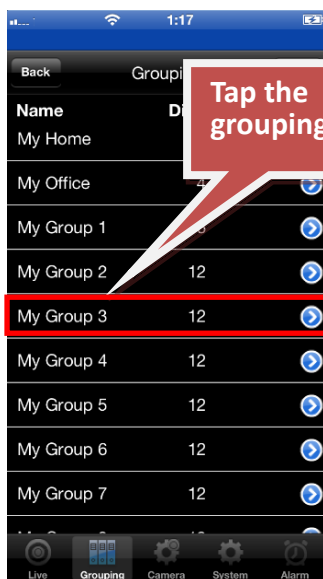 1:17
Back Groupi
Tap the
grouping
Name Di
My Home
My Office 4
My Group 1
My Group 2 12
My Group 3 12
My Group 4 12
My Group 5 12
My Group 6 12
My Group 7 12
Live Grouping Camera System Alarm